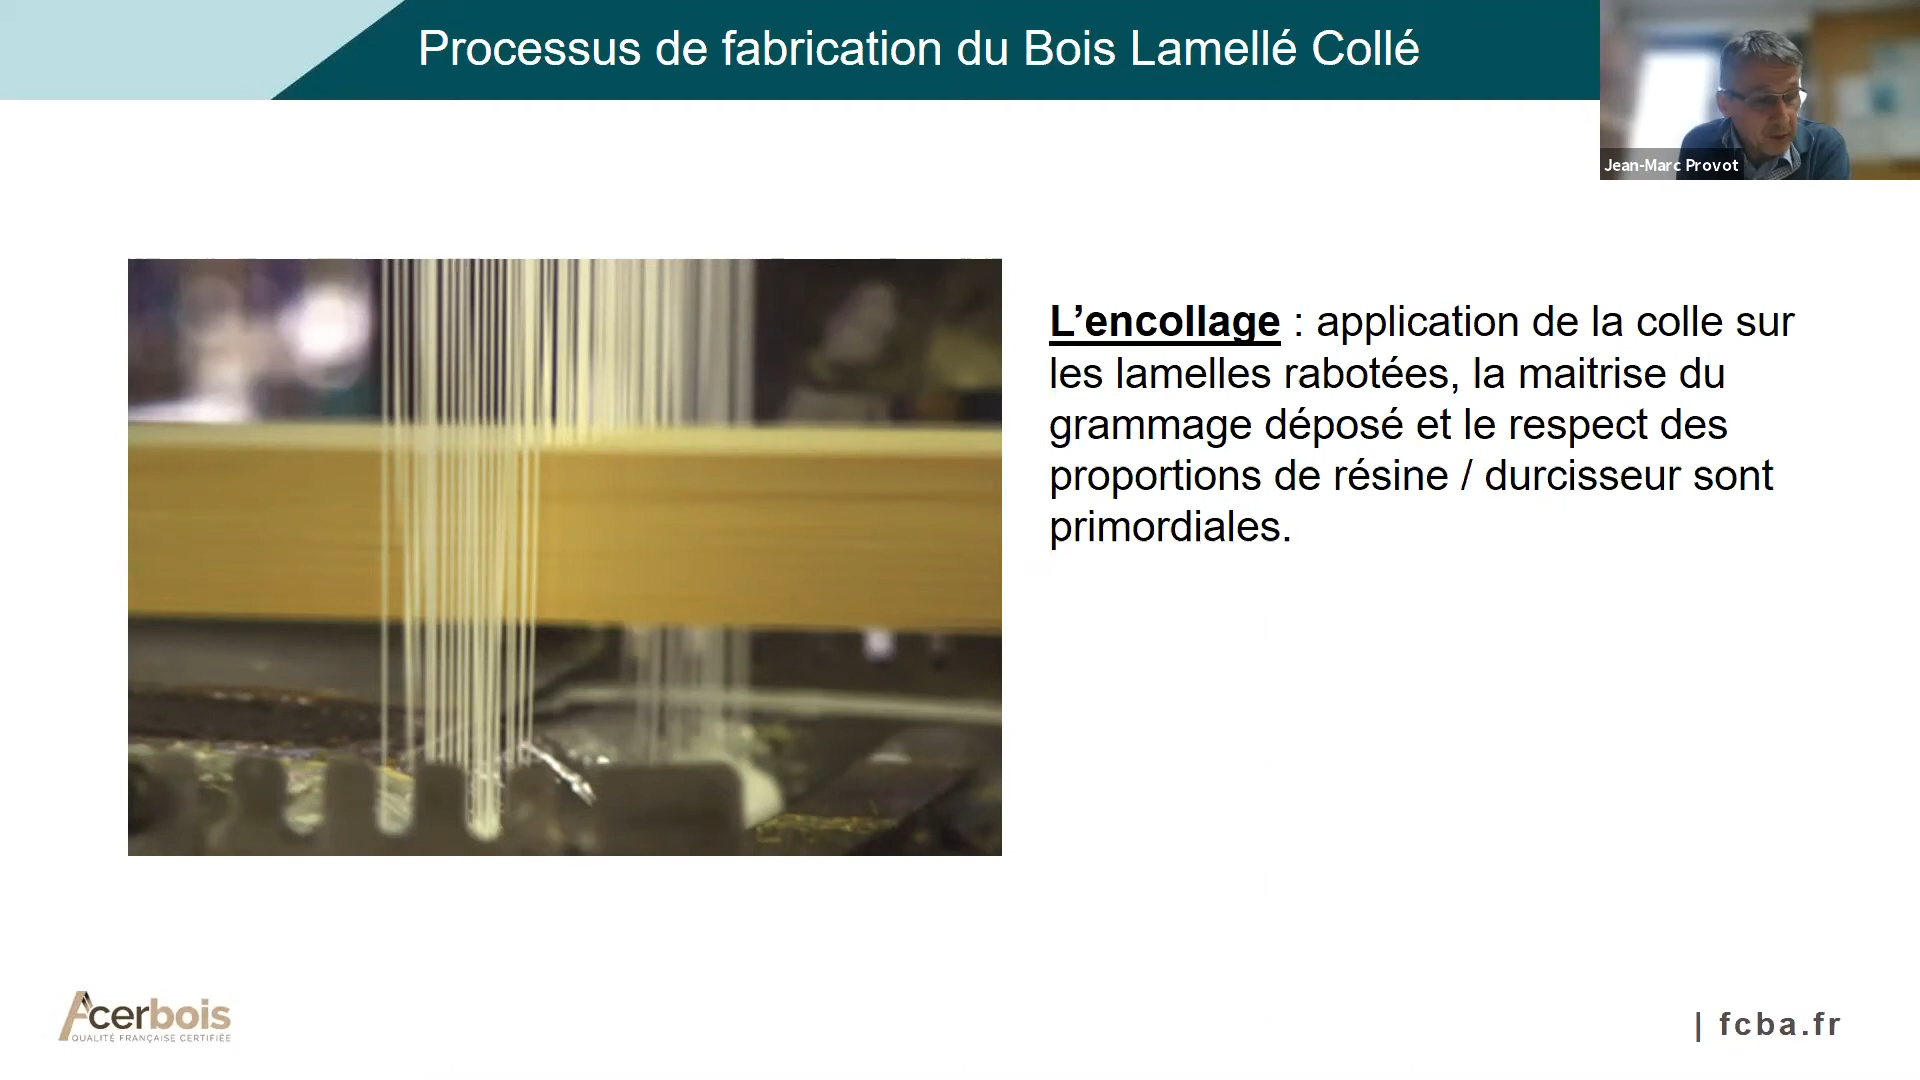 Processus de fabrication du Bois Lamellé Collé
Jean-Marc Provot
L’encollage : application de la colle sur
les lamelles rabotées, la maitrise du
grammage déposé et le respect des
proportions de résine / durcisseur sont
primordiales.
Acerbois
QUALITÉ FRANÇAISE CERTIFIÉE
| fcba.fr